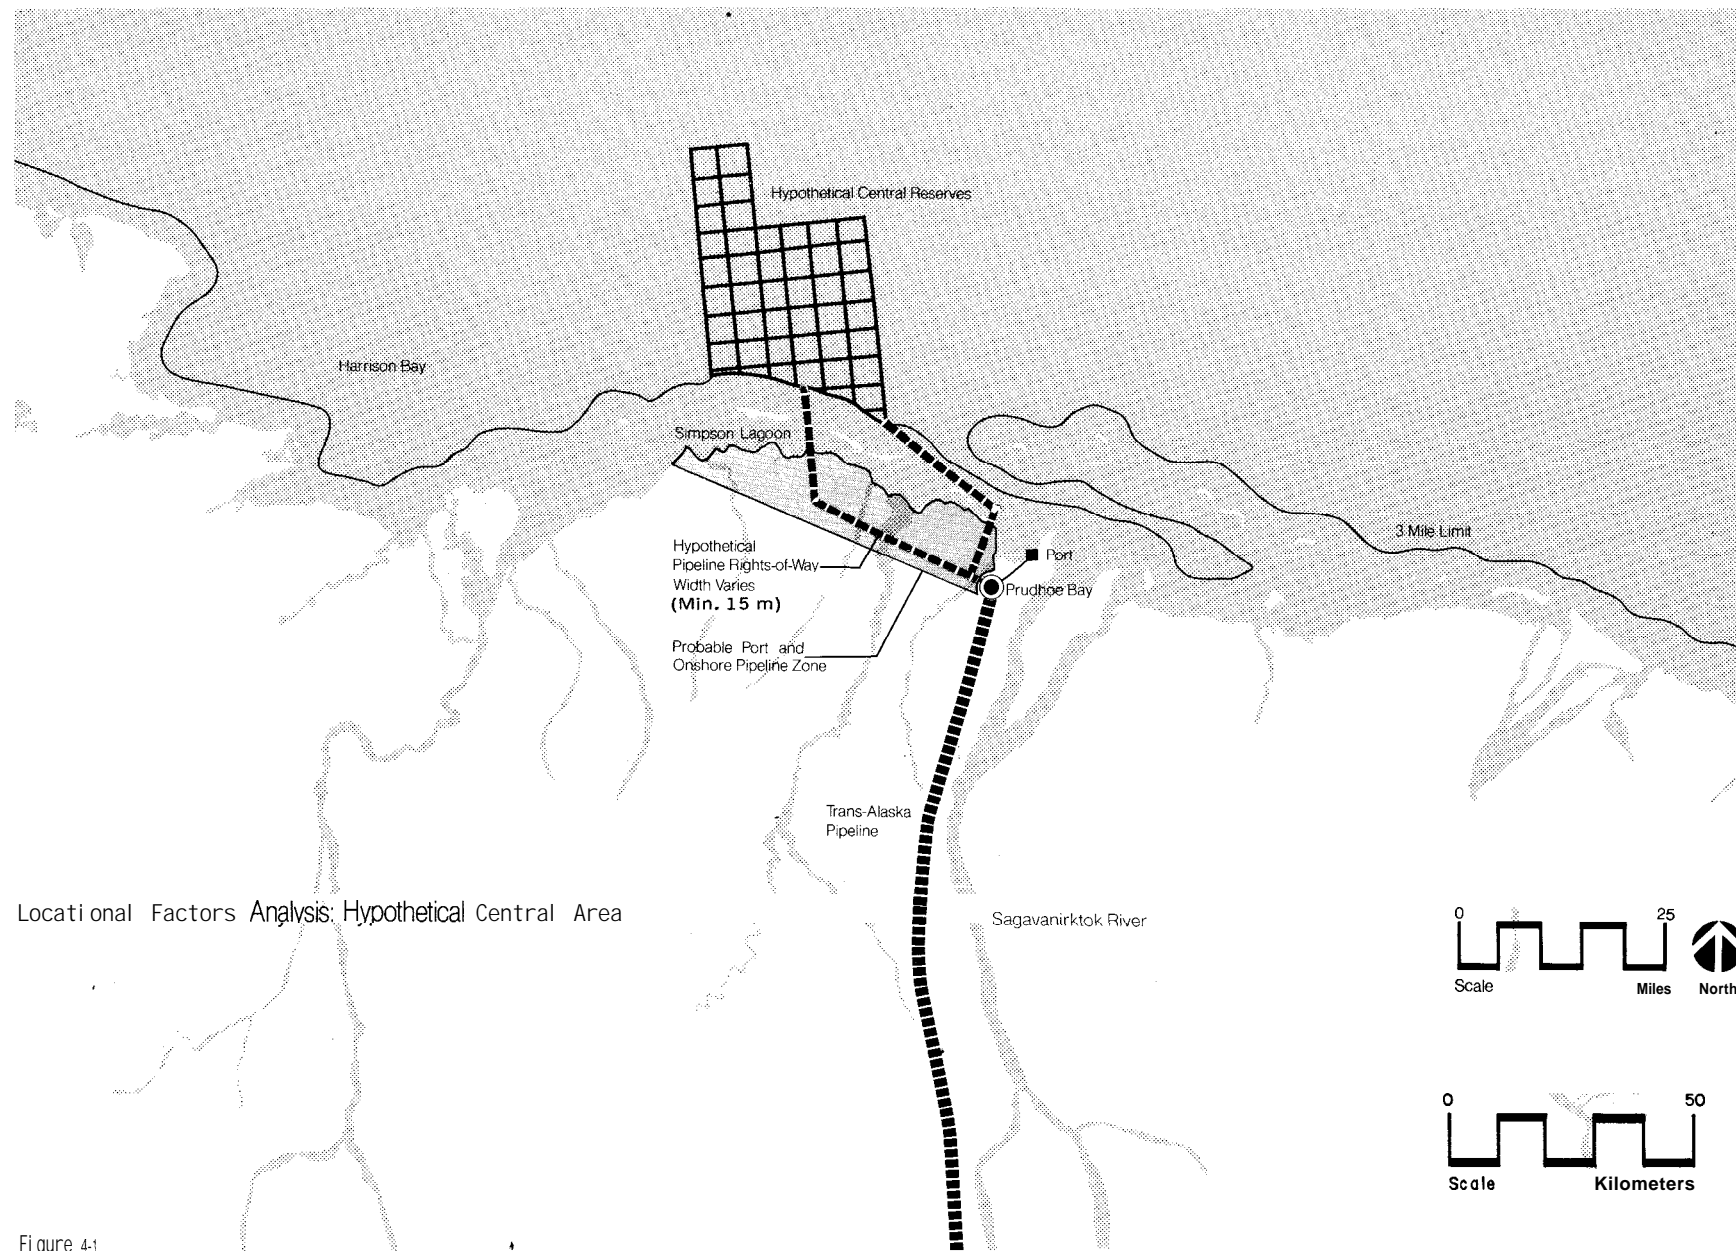 Hypothetical Central Reserves
Harrison Bay
Simpson Lagoon
3 Mile Limit
Hypothetical
Pipeline Rights-of-Way
Width Varies
(Min. 15 m)
Port
Prudhoe Bay
Probable Port and
Onshore Pipeline Zone
Trans-Alaska
Pipeline
Locational Factors Analysis: Hypothetical Central Area
Sagavanirktok River
0 25
Scale Miles North
0 50
Scale Kilometers
Figure 4-1